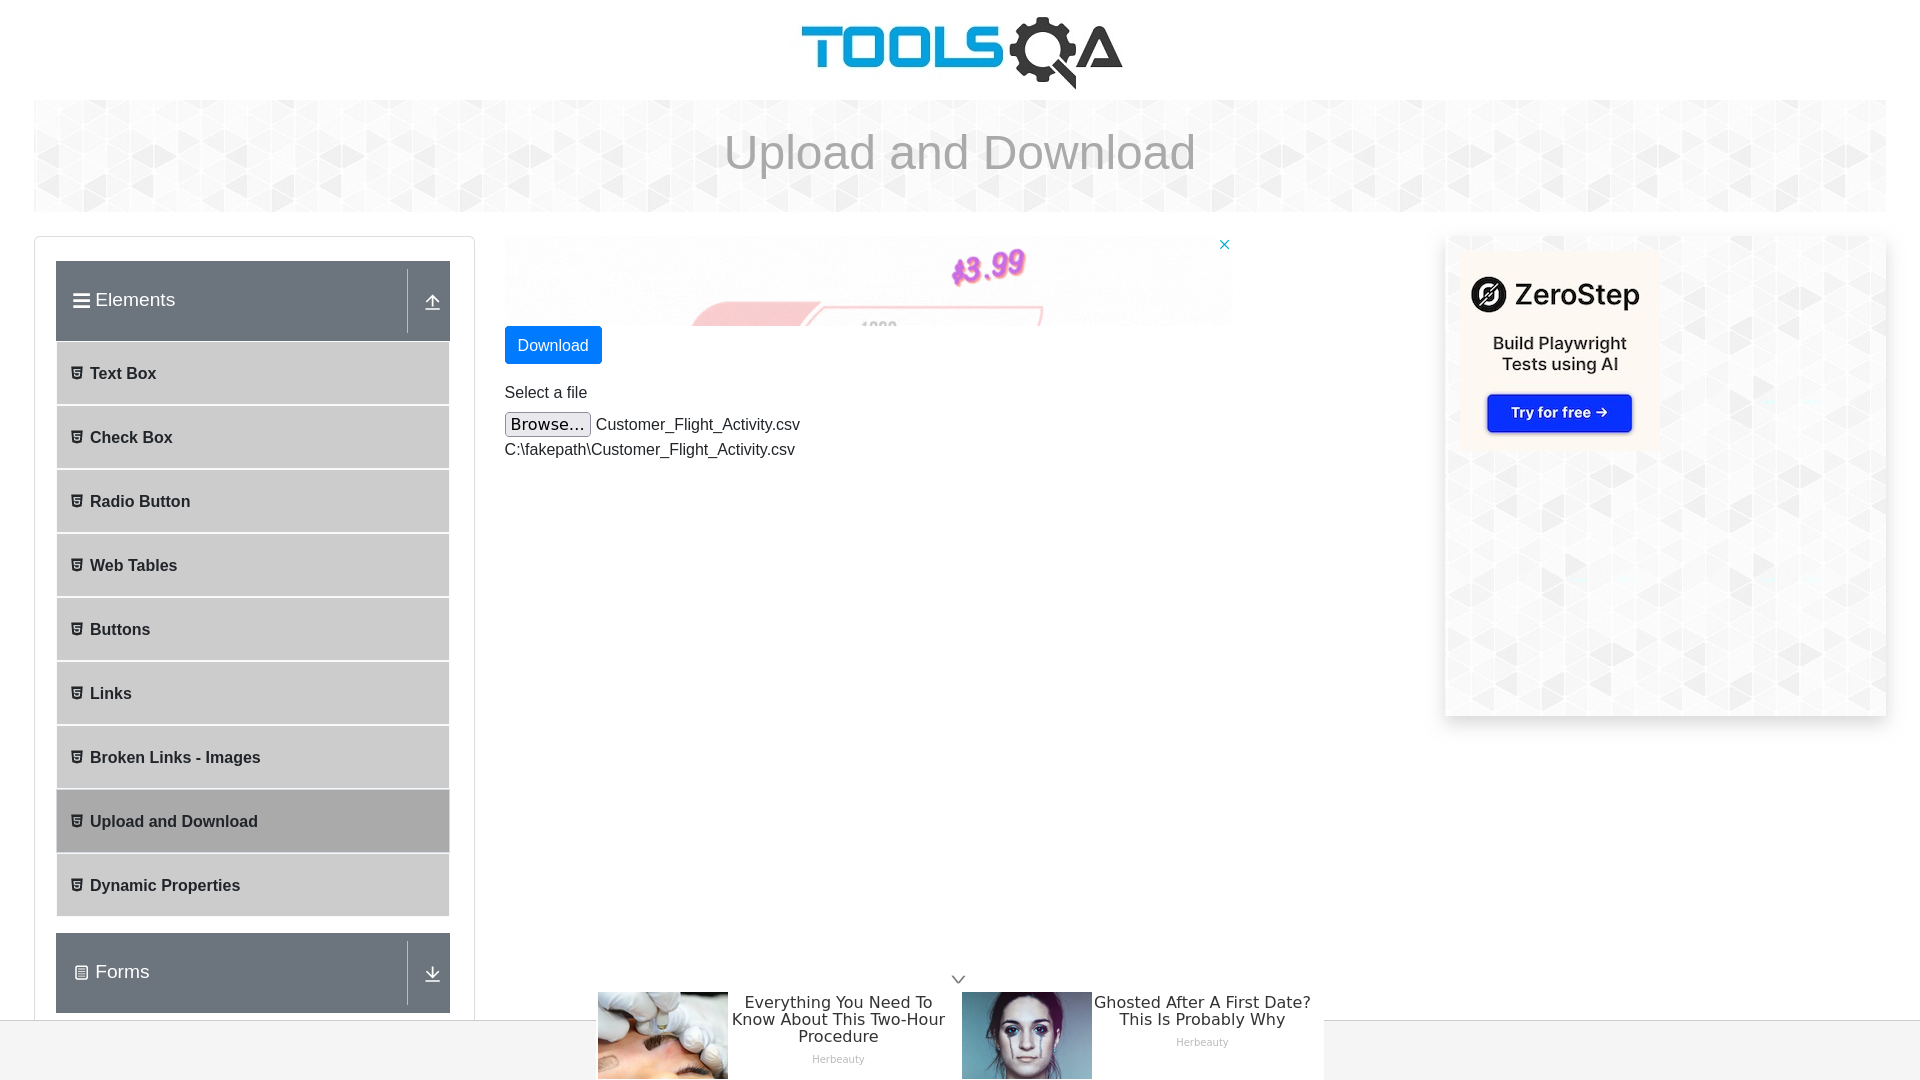 TOOLSQA
Upload and Download
Elements
Text Box
Check Box
Radio Button
Web Tables
Buttons
Links
Broken Links - Images
Upload and Download
Dynamic Properties
Forms
$3.99
Download
Select a file
Browse... Customer_Flight_Activity.csv
C:\fakepath\Customer_Flight_Activity.csv
ZeroStep
Build Playwright
Tests using AI
Try for free →
Everything You Need To
Know About This Two-Hour
Procedure
Herbeauty
Ghosted After A First Date?
This Is Probably Why
Herbeauty